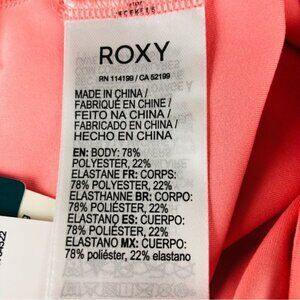 ROXY
RN 114199 / CA 52199
MADE IN CHINA /
FABRIQUÉ EN CHINE /
FEITO NA CHINA /
FABRICADO EN CHINA /
HECHO EN CHINA
EN: BODY: 78%
POLYESTER, 22%
ELASTANE FR: CORPS:
78% POLYESTER, 22%
ELASTHANNE BR: CORPO:
78% POLIÉSTER, 22%
ELASTANO ES: CUERPO:
78% POLIÉSTER, 22%
ELASTANO MX: CUERPO:
78% poliéster, 22% elastano